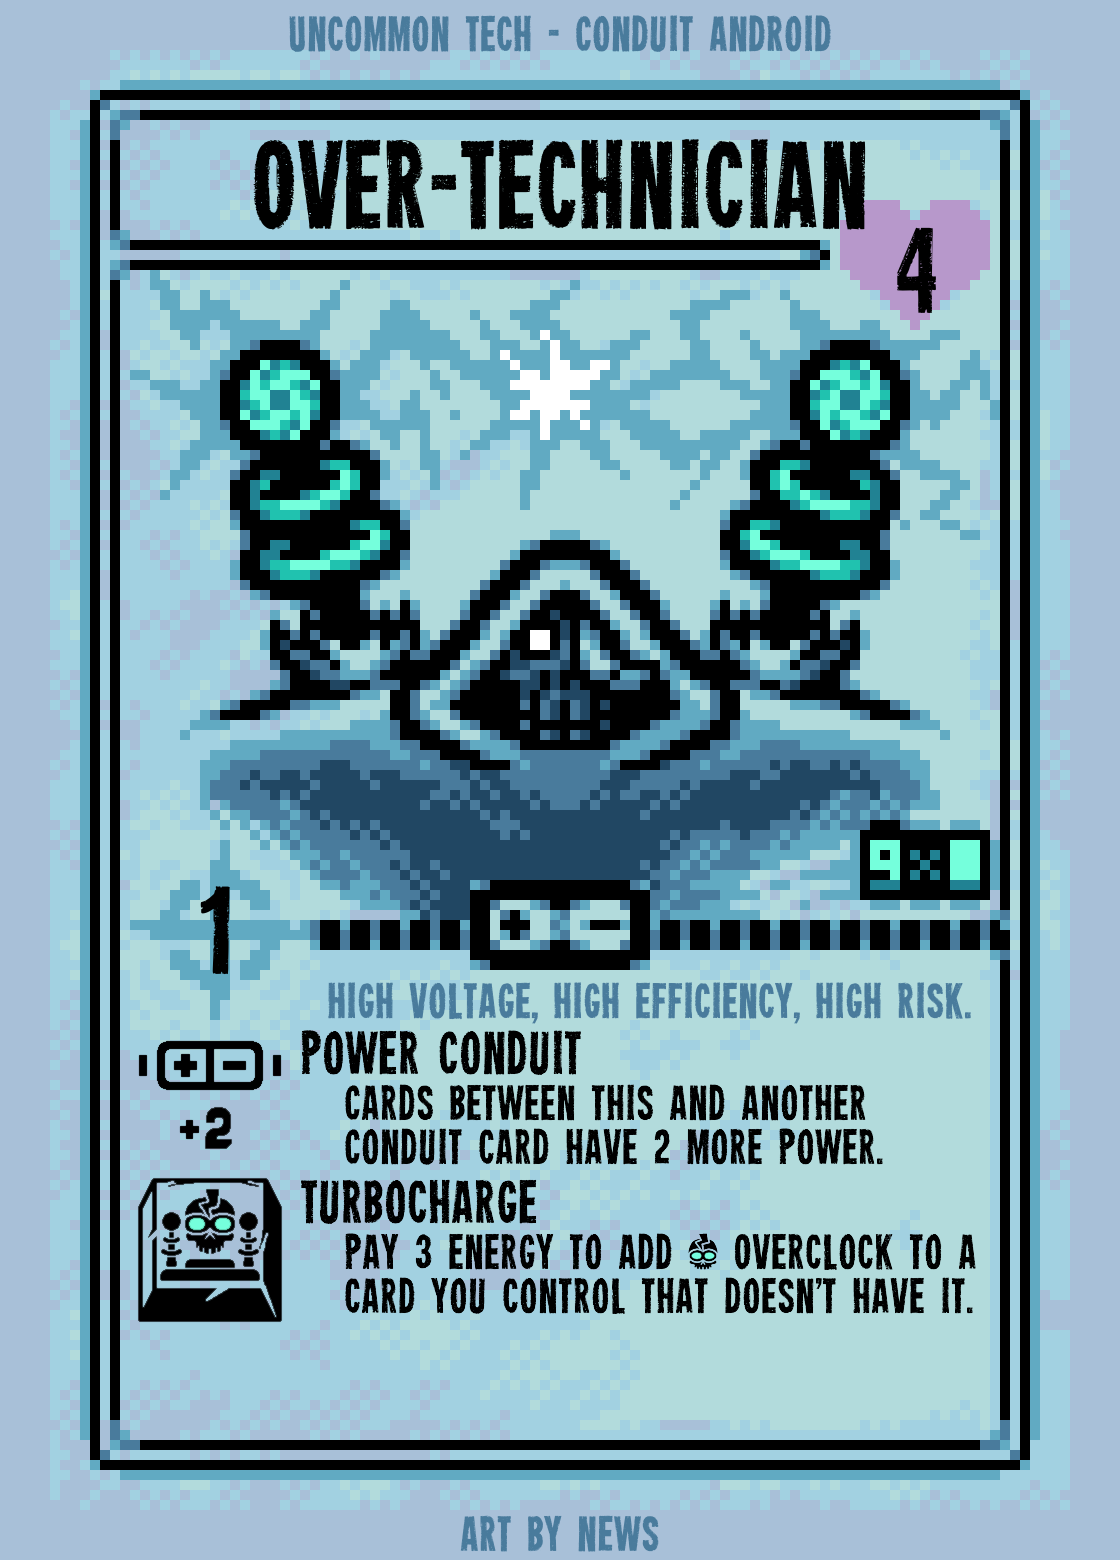 UNCOMMON TECH - CONDUIT ANDROID
OVER-TECHNICIAN
4
9 x
1
HIGH VOLTAGE, HIGH EFFICIENCY, HIGH RISK.
POWER CONDUIT
+2
CARDS BETWEEN THIS AND ANOTHER
CONDUIT CARD HAVE 2 MORE POWER.
TURBOCHARGE
PAY 3 ENERGY TO ADD OVERCLOCK TO A
CARD YOU CONTROL THAT DOESN'T HAVE IT.
ART BY NEWS